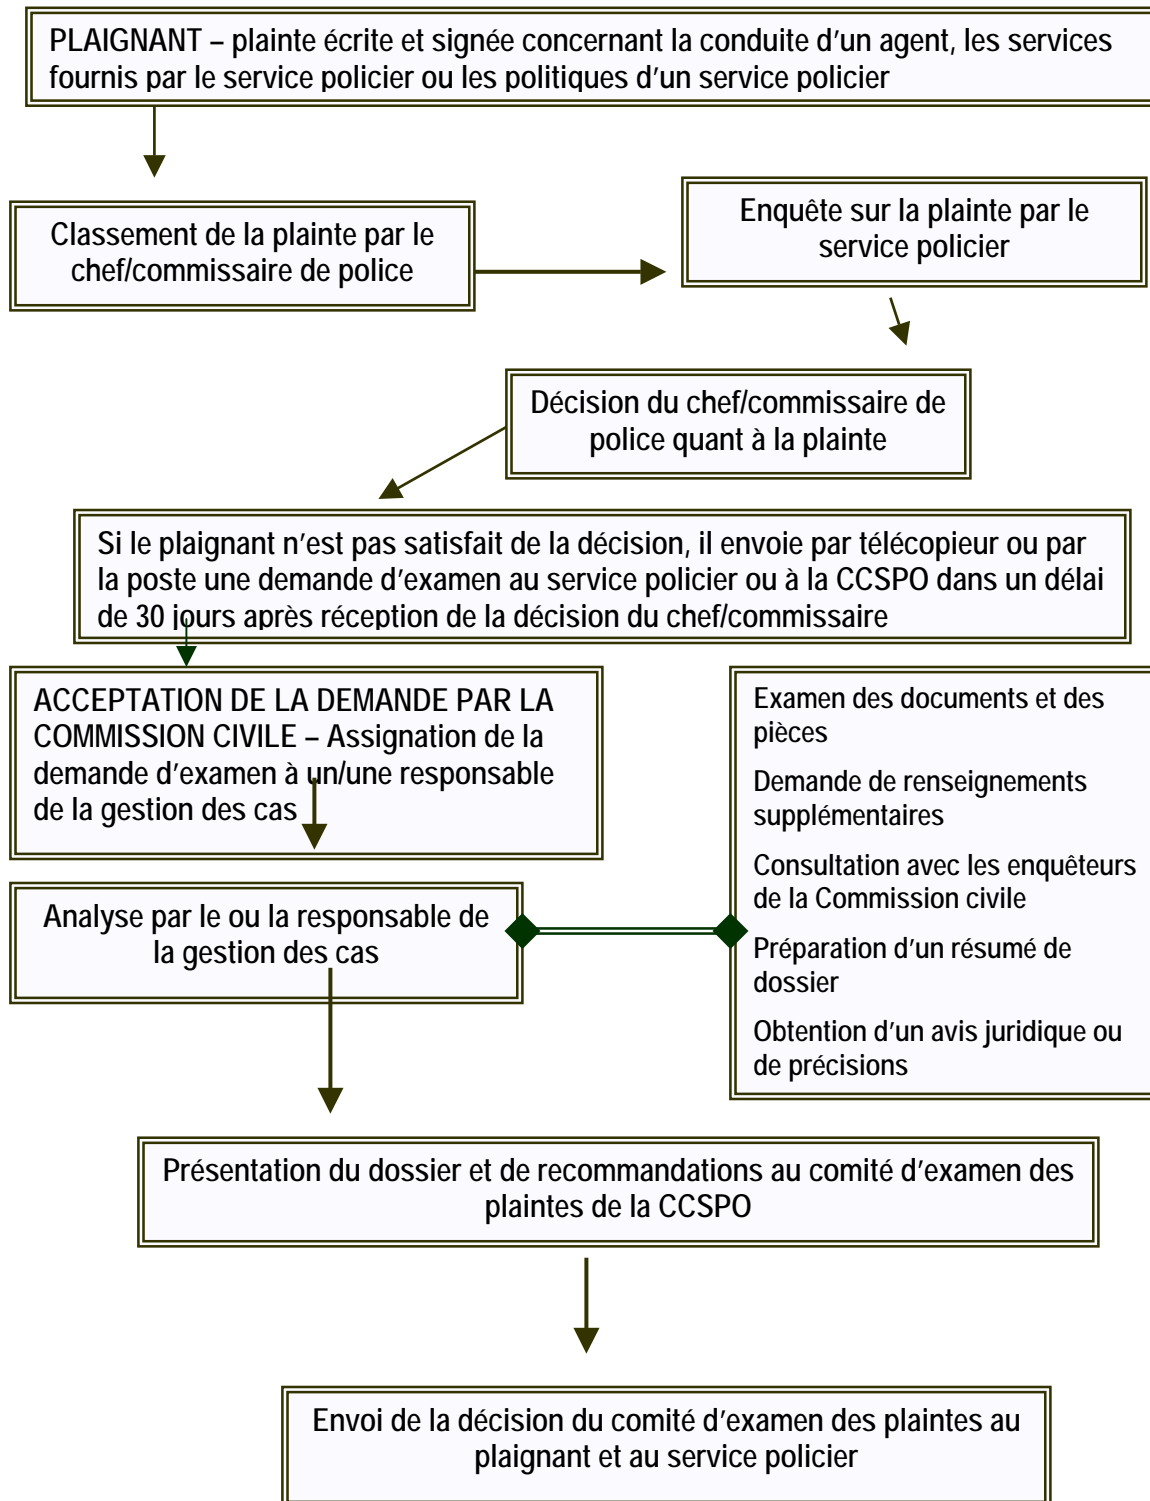 PLAIGNANT – plainte écrite et signée concernant la conduite d'un agent, les services
fournis par le service policier ou les politiques d'un service policier
Classement de la plainte par le
chef/commissaire de police
Enquête sur la plainte par le
service policier
Décision du chef/commissaire de
police quant à la plainte
Si le plaignant n'est pas satisfait de la décision, il envoie par télécopieur ou par
la poste une demande d'examen au service policier ou à la CCSPO dans un délai
de 30 jours après réception de la décision du chef/commissaire
ACCEPTATION DE LA DEMANDE PAR LA
COMMISSION CIVILE – Assignation de la
demande d'examen à un/une responsable
de la gestion des cas
Analyse par le ou la responsable de
la gestion des cas
Examen des documents et des
pièces
Demande de renseignements
supplémentaires
Consultation avec les enquêteurs
de la Commission civile
Préparation d'un résumé de
dossier
Obtention d'un avis juridique ou
de précisions
Présentation du dossier et de recommandations au comité d'examen des
plaintes de la CCSPO
Envoi de la décision du comité d'examen des plaintes au
plaignant et au service policier